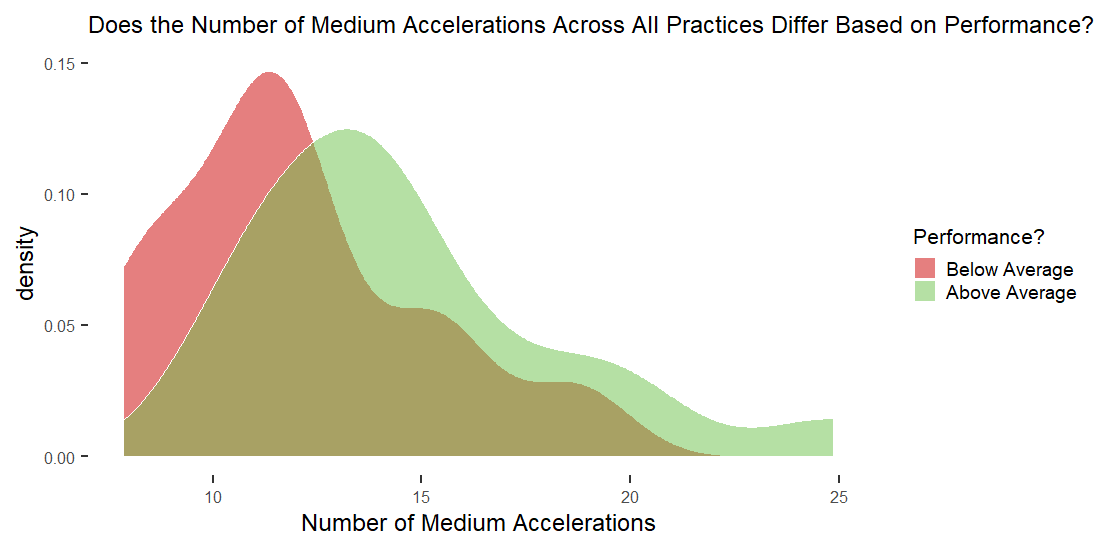 Does the Number of Medium Accelerations Across All Practices Differ Based on Performance?
0.15
0.10
0.05
0.00
density
10
15
20
25
Number of Medium Accelerations
Performance?
Below Average
Above Average